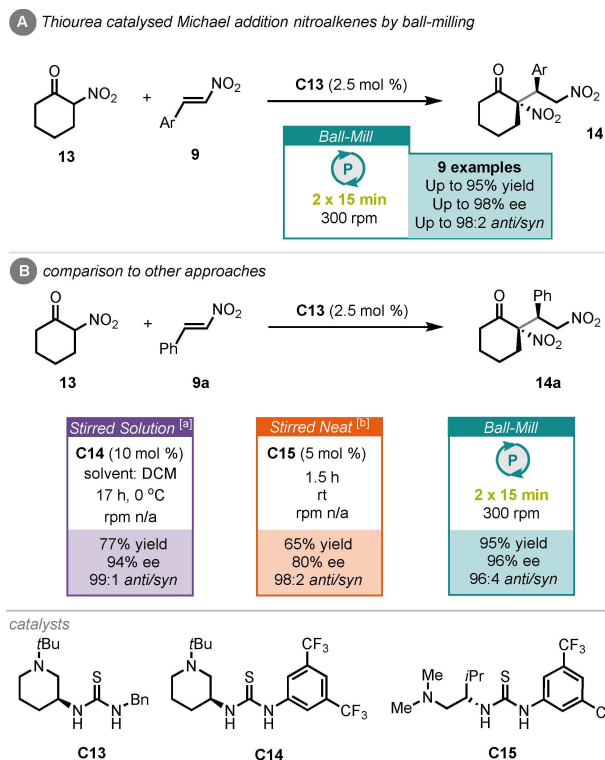 A Thiourea catalysed Michael addition nitroalkenes by ball-milling
O
NO2
13
+
NO2
Ar
9
C13 (2.5 mol %)
Ball-Mill
P
2 x 15 min
300 rpm
9 examples
Up to 95% yield
Up to 98% ee
Up to 98:2 anti/syn
O Ar
NO2
NO2
14
B comparison to other approaches
O
NO2
13
+
NO2
Ph
9a
C13 (2.5 mol %)
O Ph
NO2
NO2
14a
Stirred Solution [a]
C14 (10 mol %)
solvent: DCM
17 h, 0 °C
rpm n/a
77% yield
94% ee
99:1 anti/syn
Stirred Neat [b]
C15 (5 mol %)
1.5 h
rt
rpm n/a
65% yield
80% ee
98:2 anti/syn
Ball-Mill
P
2 x 15 min
300 rpm
95% yield
96% ee
96:4 anti/syn
catalysts
tBu
N
S
N N Bn
H H
C13
tBu
N
CF3
S
N N CF3
H H
C14
CF3
Me iPr S
N
Me N N C
H H
C15